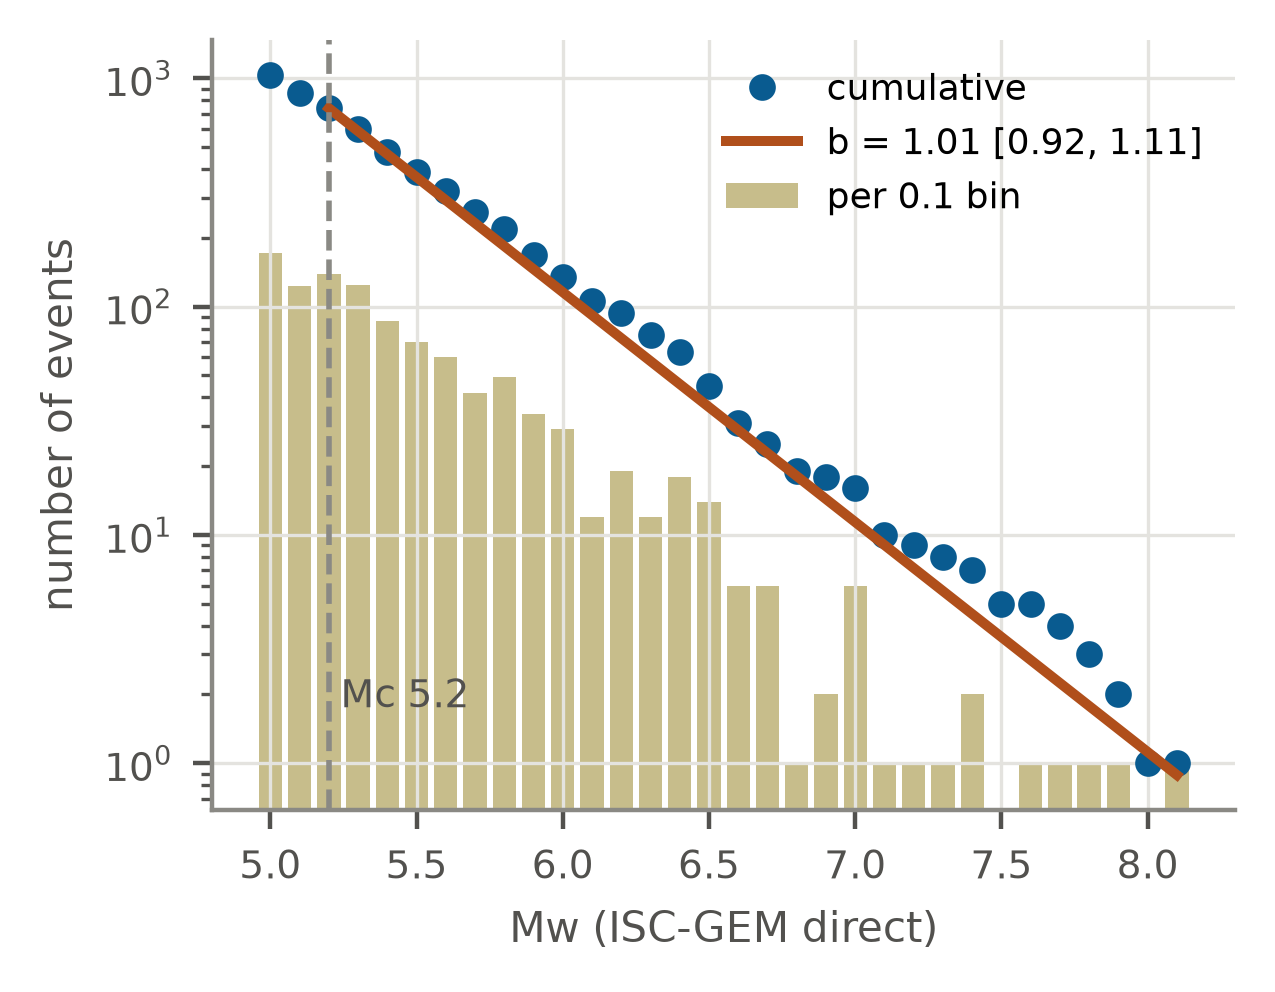 cumulative
b = 1.01 [0.92, 1.11]
per 0.1 bin
number of events
10³
10²
10¹
10⁰
Mc 5.2
5.0 5.5 6.0 6.5 7.0 7.5 8.0
Mw (ISC-GEM direct)